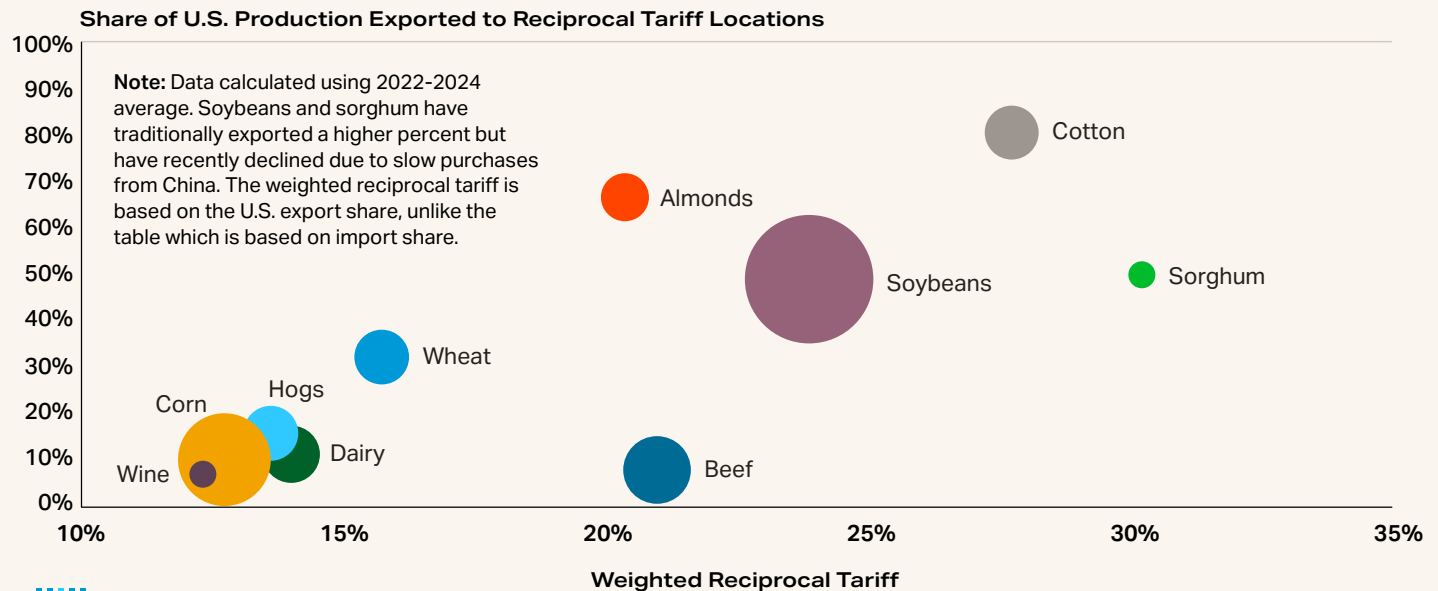 Share of U.S. Production Exported to Reciprocal Tariff Locations
100%
90%
80%
70%
60%
50%
40%
30%
20%
10%
0%
Note: Data calculated using 2022-2024
average. Soybeans and sorghum have
traditionally exported a higher percent but
have recently declined due to slow purchases
from China. The weighted reciprocal tariff is
based on the U.S. export share, unlike the
table which is based on import share.
Cotton
Almonds
Soybeans
Sorghum
Wheat
Hogs
Corn
Dairy
Wine
Beef
10%
15%
20%
25%
30%
35%
Weighted Reciprocal Tariff